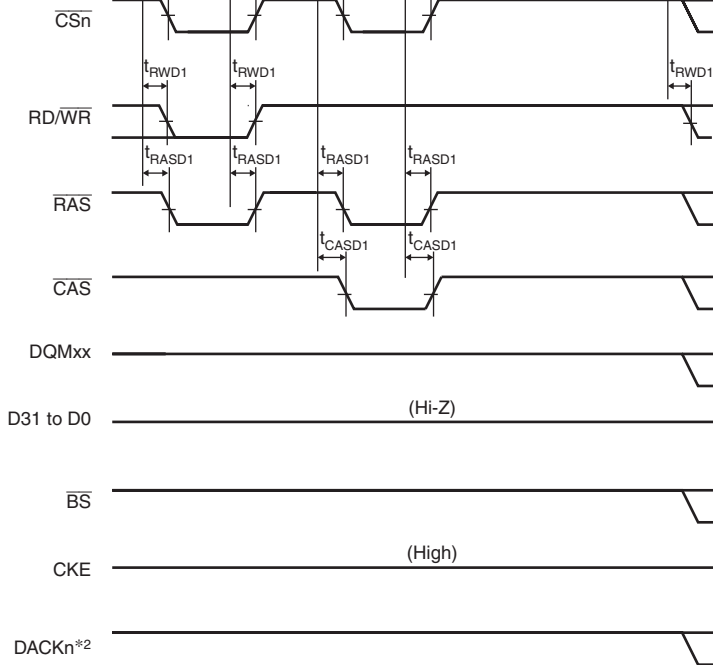 CSn
tRWD1 tRWD1 tRWD1
RD/WR
tRASD1 tRASD1 tRASD1 tRASD1
RAS
tCASD1 tCASD1
CAS
DQMxx
(Hi-Z)
D31 to D0
BS
(High)
CKE
DACKn*2